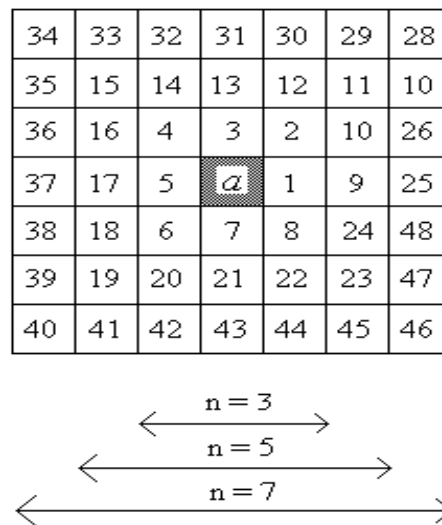 34 33 32 31 30 29 28
35 15 14 13 12 11 10
36 16 4 3 2 10 26
37 17 5 a 1 9 25
38 18 6 7 8 24 48
39 19 20 21 22 23 47
40 41 42 43 44 45 46
n = 3
n = 5
n = 7